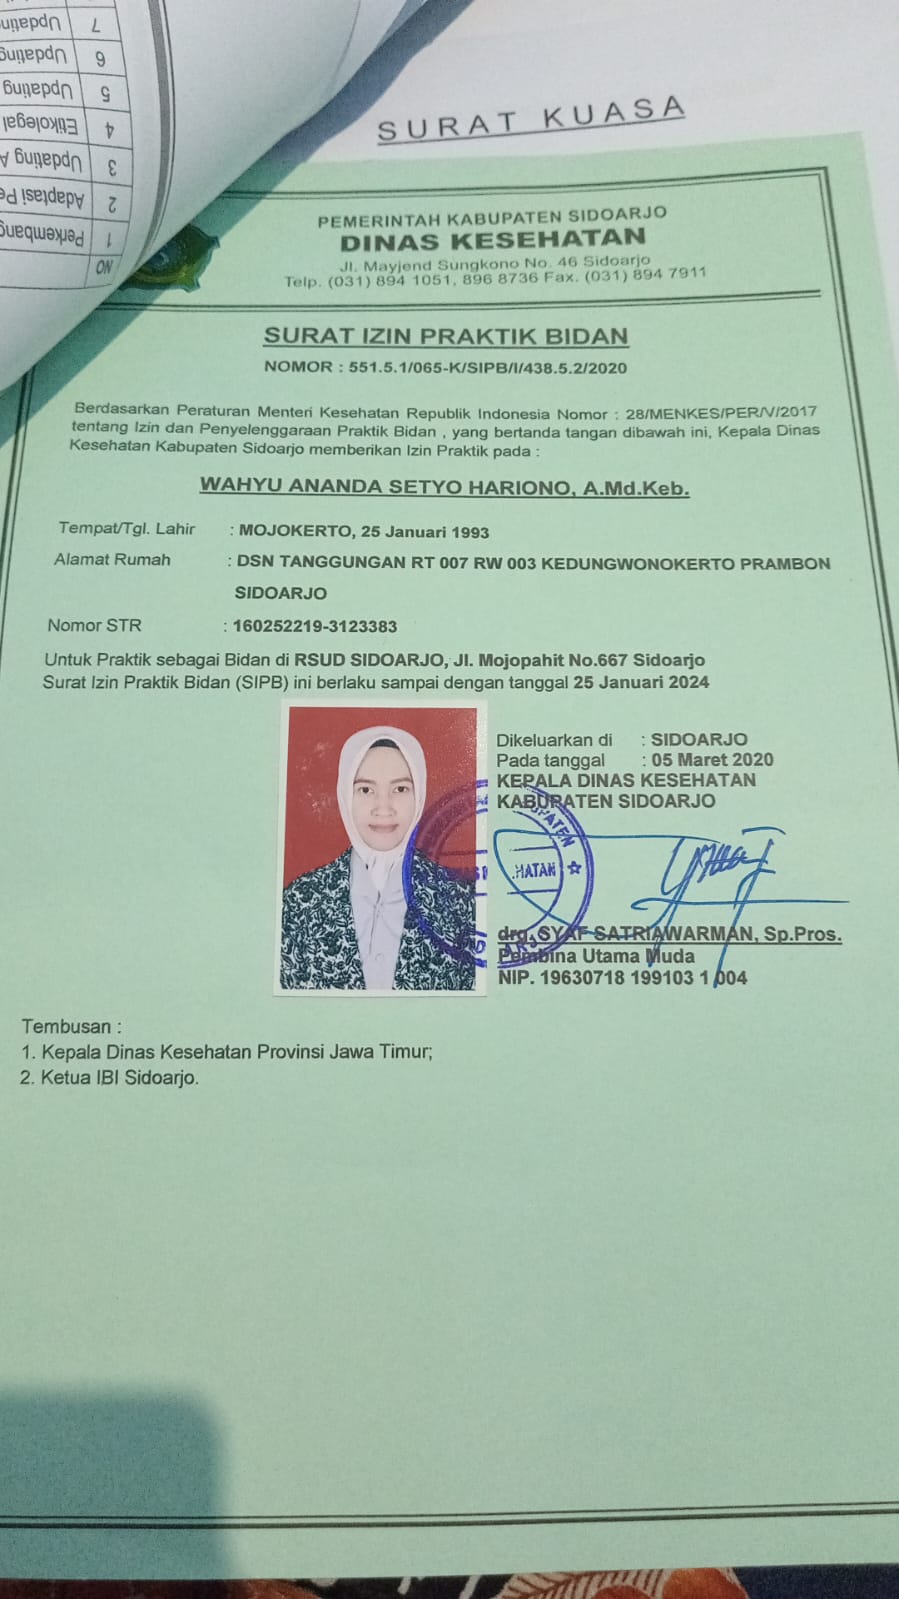 7 Updating
6 Updating
5 Updating
4 Etikolegal
3 Updating A
2 Adaptasi Pe
1 Perkembang
NO
SURAT KUASA
PEMERINTAH KABUPATEN SIDOARJO
DINAS KESEHATAN
Jl. Mayjend Sungkono No. 46 Sidoarjo
Telp. (031) 894 1051, 896 8736 Fax. (031) 894 7911
SURAT IZIN PRAKTIK BIDAN
NOMOR : 551.5.1/065-K/SIPB/I/438.5.2/2020
Berdasarkan Peraturan Menteri Kesehatan Republik Indonesia Nomor : 28/MENKES/PER/V/2017
tentang Izin dan Penyelenggaraan Praktik Bidan , yang bertanda tangan dibawah ini, Kepala Dinas
Kesehatan Kabupaten Sidoarjo memberikan Izin Praktik pada :
WAHYU ANANDA SETYO HARIONO, A.Md.Keb.
Tempat/Tgl. Lahir : MOJOKERTO, 25 Januari 1993
Alamat Rumah : DSN TANGGUNGAN RT 007 RW 003 KEDUNGWONOKERTO PRAMBON
SIDOARJO
Nomor STR : 160252219-3123383
Untuk Praktik sebagai Bidan di RSUD SIDOARJO, Jl. Mojopahit No.667 Sidoarjo
Surat Izin Praktik Bidan (SIPB) ini berlaku sampai dengan tanggal 25 Januari 2024
Dikeluarkan di : SIDOARJO
Pada tanggal : 05 Maret 2020
KEPALA DINAS KESEHATAN
KABUPATEN SIDOARJO
drg. SYAF SATRIAWARMAN, Sp.Pros.
Pembina Utama Muda
NIP. 19630718 199103 1 004
Tembusan :
1. Kepala Dinas Kesehatan Provinsi Jawa Timur;
2. Ketua IBI Sidoarjo.